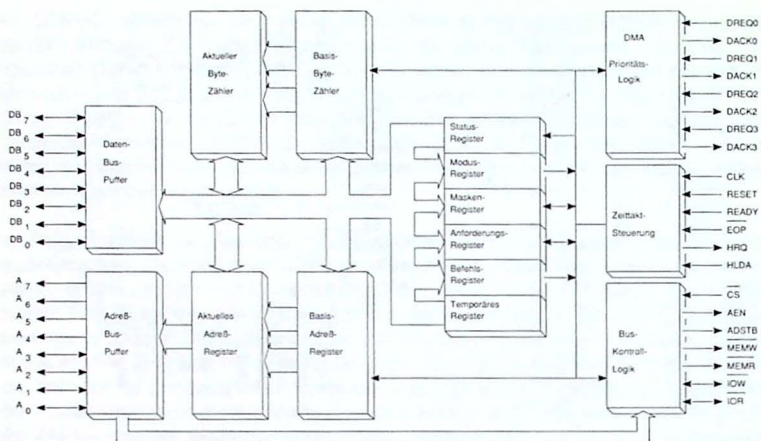 Aktueller
Byte-
Zähler
Basis-
Byte-
Zähler
DMA
Prioritäts-
Logik
DREQ0
DACK0
DREQ1
DACK1
DREQ2
DACK2
DREQ3
DACK3
DB 7
DB 6
DB 5
DB 4
DB 3
DB 2
DB 1
DB 0
Daten-
Bus-
Puffer
Status-
Register
Modus-
Register
Masken-
Register
Anforderungs-
Register
Befehls-
Register
Temporäres
Register
Zeittakt-
Steuerung
CLK
RESET
READY
EOP
HRQ
HLDA
A 7
A 6
A 5
A 4
A 3
A 2
A 1
A 0
Adreß-
Bus-
Puffer
Aktuelles
Adreß-
Register
Basis-
Adreß-
Register
Bus-
Kontroll-
Logik
CS
AEN
ADSTB
MEMW
MEMR
IOW
IOR